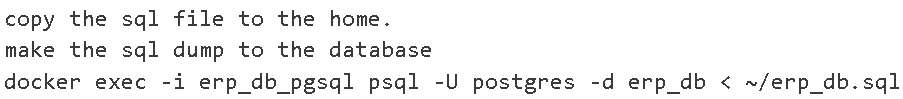 copy the sql file to the home.
make the sql dump to the database
docker exec -i erp_db_pgsql psql -U postgres -d erp_db < ~/erp_db.sql